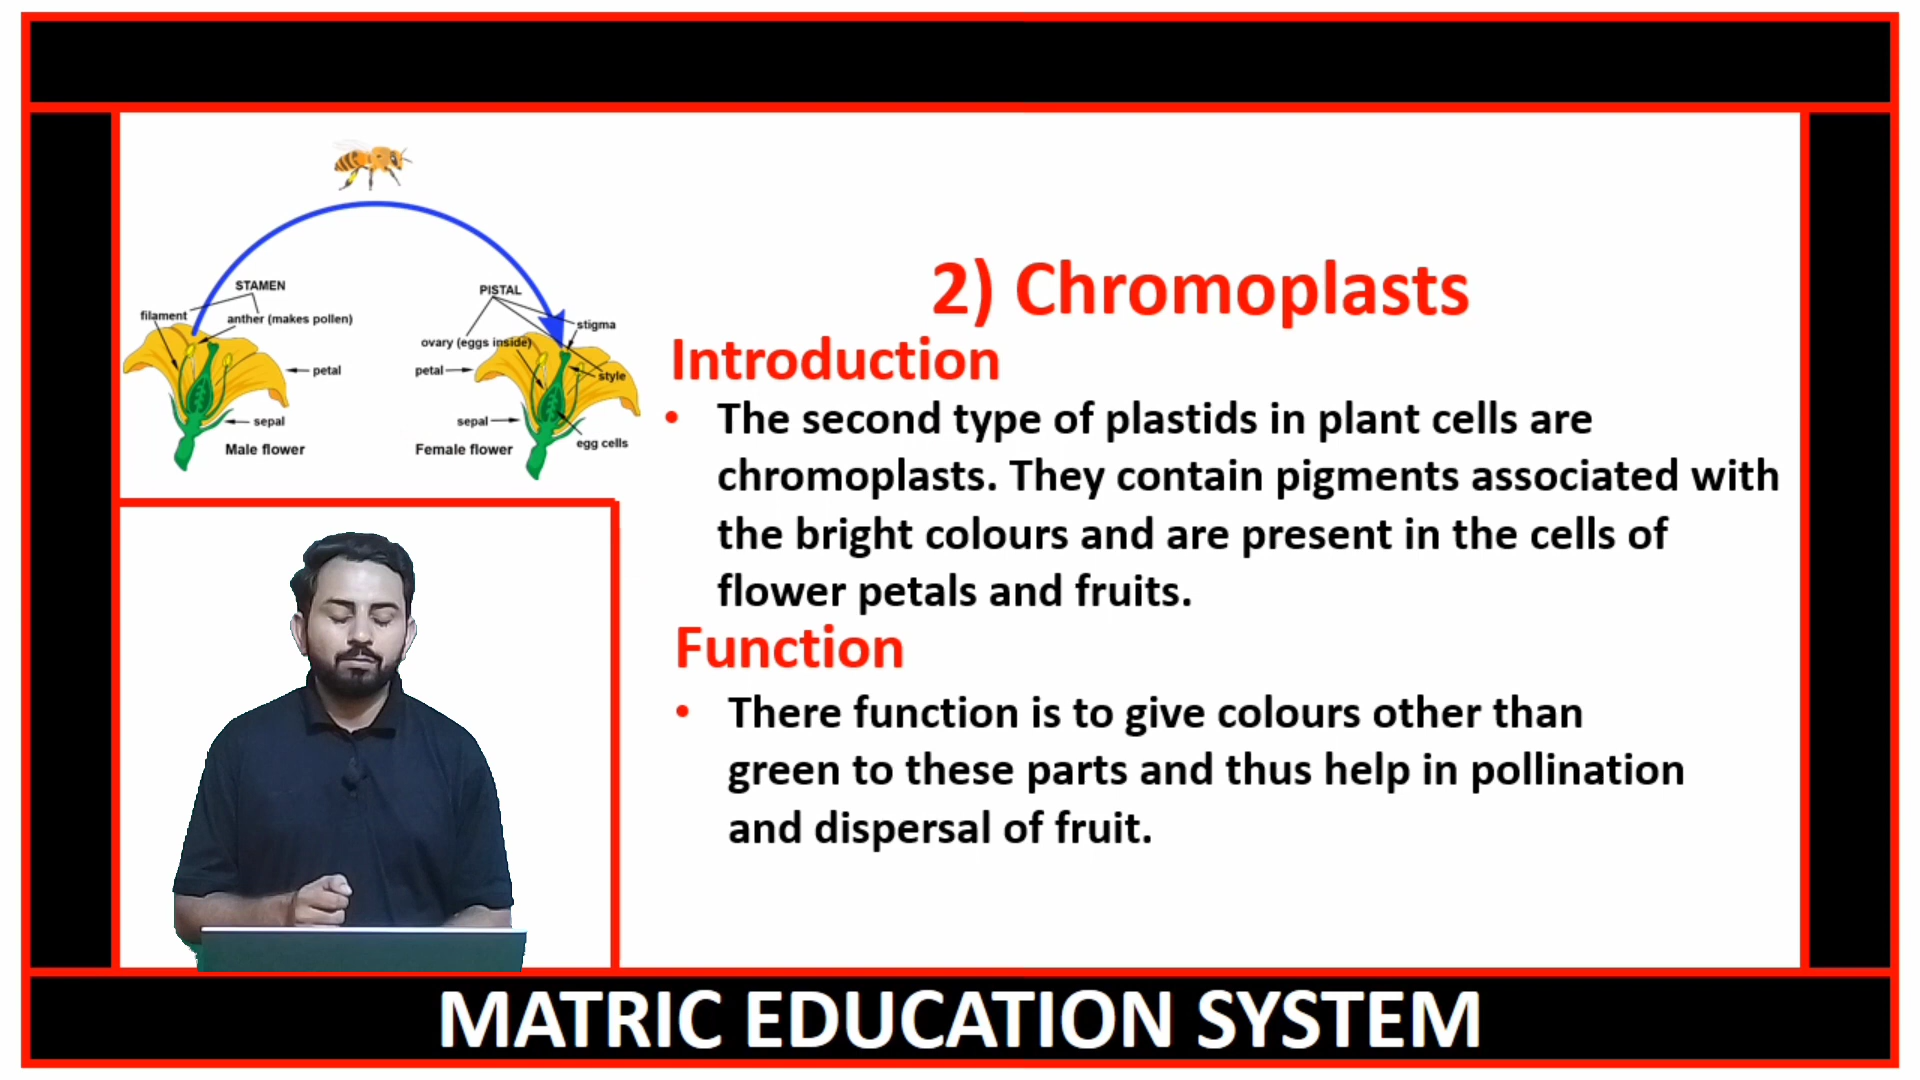 STAMEN
filament
anther (makes pollen)
petal
sepal
Male flower
PISTAL
stigma
ovary (eggs inside)
petal
style
sepal
egg cells
Female flower
2) Chromoplasts
Introduction
• The second type of plastids in plant cells are
chromoplasts. They contain pigments associated with
the bright colours and are present in the cells of
flower petals and fruits.
Function
• There function is to give colours other than
green to these parts and thus help in pollination
and dispersal of fruit.
MATRIC EDUCATION SYSTEM